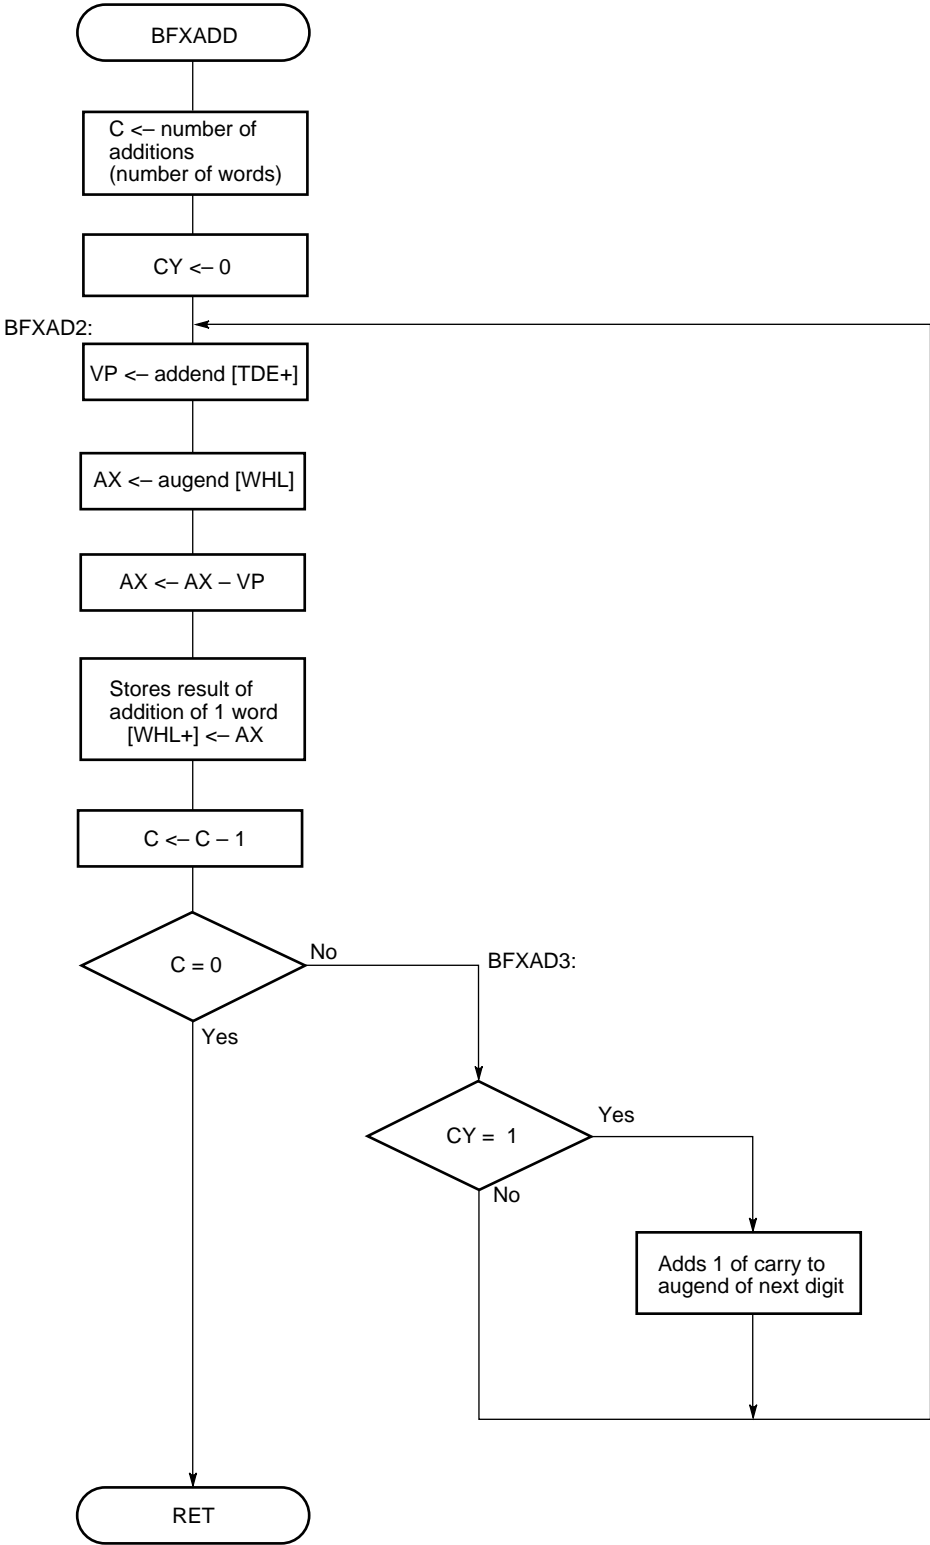 BFXADD
C <– number of
additions
(number of words)
CY <– 0
BFXAD2:
VP <– addend [TDE+]
AX <– augend [WHL]
AX <– AX – VP
Stores result of
addition of 1 word
[WHL+] <– AX
C <– C – 1
C = 0
No
Yes
BFXAD3:
CY = 1
Yes
No
Adds 1 of carry to
augend of next digit
RET